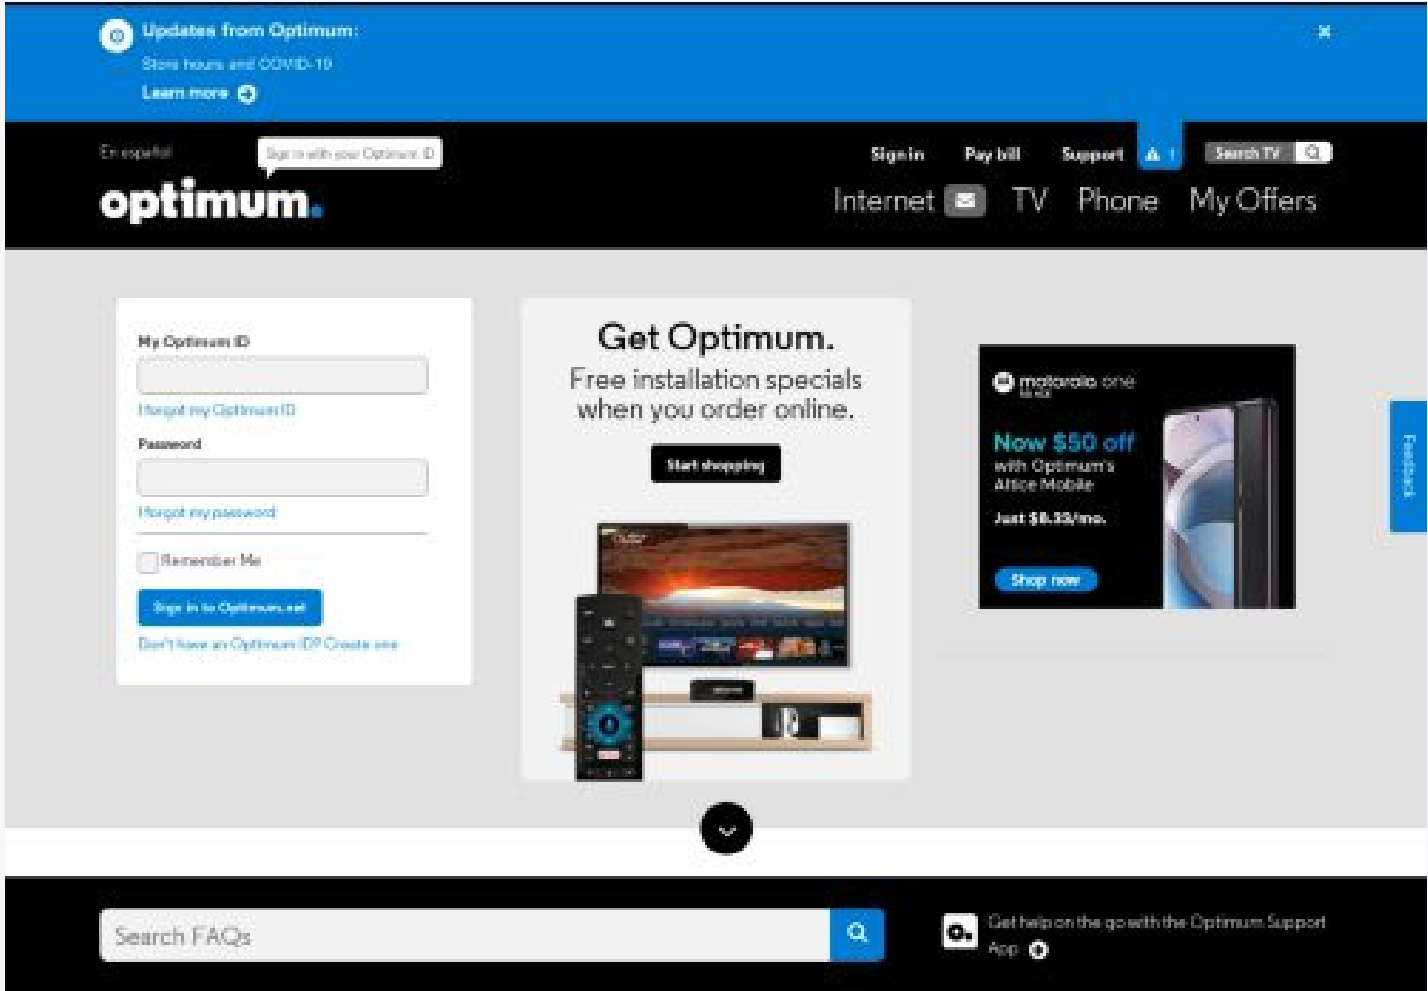 Updates from Optimum:
Store hours and COVID-19
Learn more
En español
Sign in with your Optimum ID
Sign in
Pay bill
Support
1
Search TV
optimum.
Internet
TV
Phone
My Offers
My Optimum ID
I forgot my Optimum ID
Password
I forgot my password
Remember Me
Sign in to Optimum.net
Don't have an Optimum ID? Create one
Get Optimum.
Free installation specials
when you order online.
Start shopping
motorola one
Now $50 off
with Optimum's
Altice Mobile
Just $8.33/mo.
Shop now
Feedback
Search FAQs
Get help on the go with the Optimum Support
App